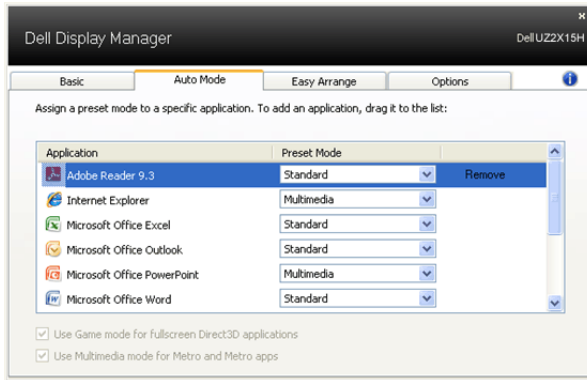 Dell Display Manager
Dell UZ2X15H
Basic Auto Mode Easy Arrange Options
Assign a preset mode to a specific application. To add an application, drag it to the list:
Application Preset Mode
Adobe Reader 9.3 Standard Remove
Internet Explorer Multimedia
Microsoft Office Excel Standard
Microsoft Office Outlook Standard
Microsoft Office PowerPoint Multimedia
Microsoft Office Word Standard
Use Game mode for fullscreen Direct3D applications
Use Multimedia mode for Metro and Metro apps